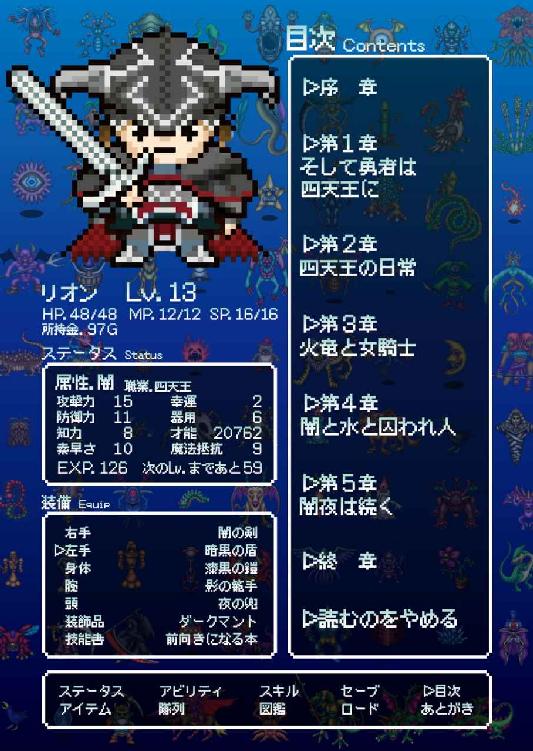 目次 Contents
▷序　章
▷第1章
そして勇者は
四天王に
▷第2章
四天王の日常
▷第3章
火竜と女騎士
▷第4章
闇と水と囚われ人
▷第5章
闇夜は続く
▷終　章
▷読むのをやめる
リオン　Lv.13
HP.48/48 MP.12/12 SP.16/16
所持金.97G
ステータス Status
属性.闇 職業.四天王
攻撃力 15 幸運 2
防御力 11 器用 6
知力 8 才能 20762
素早さ 10 魔法抵抗 9
EXP.126 次のLv.まであと59
装備 Equip
右手 闇の剣
▷左手 暗黒の盾
身体 漆黒の鎧
腕 影の篭手
頭 夜の兜
装飾品 ダークマント
技能書 前向きになる本
ステータス アビリティ スキル セーブ ▷目次
アイテム 隊列 図鑑 ロード あとがき